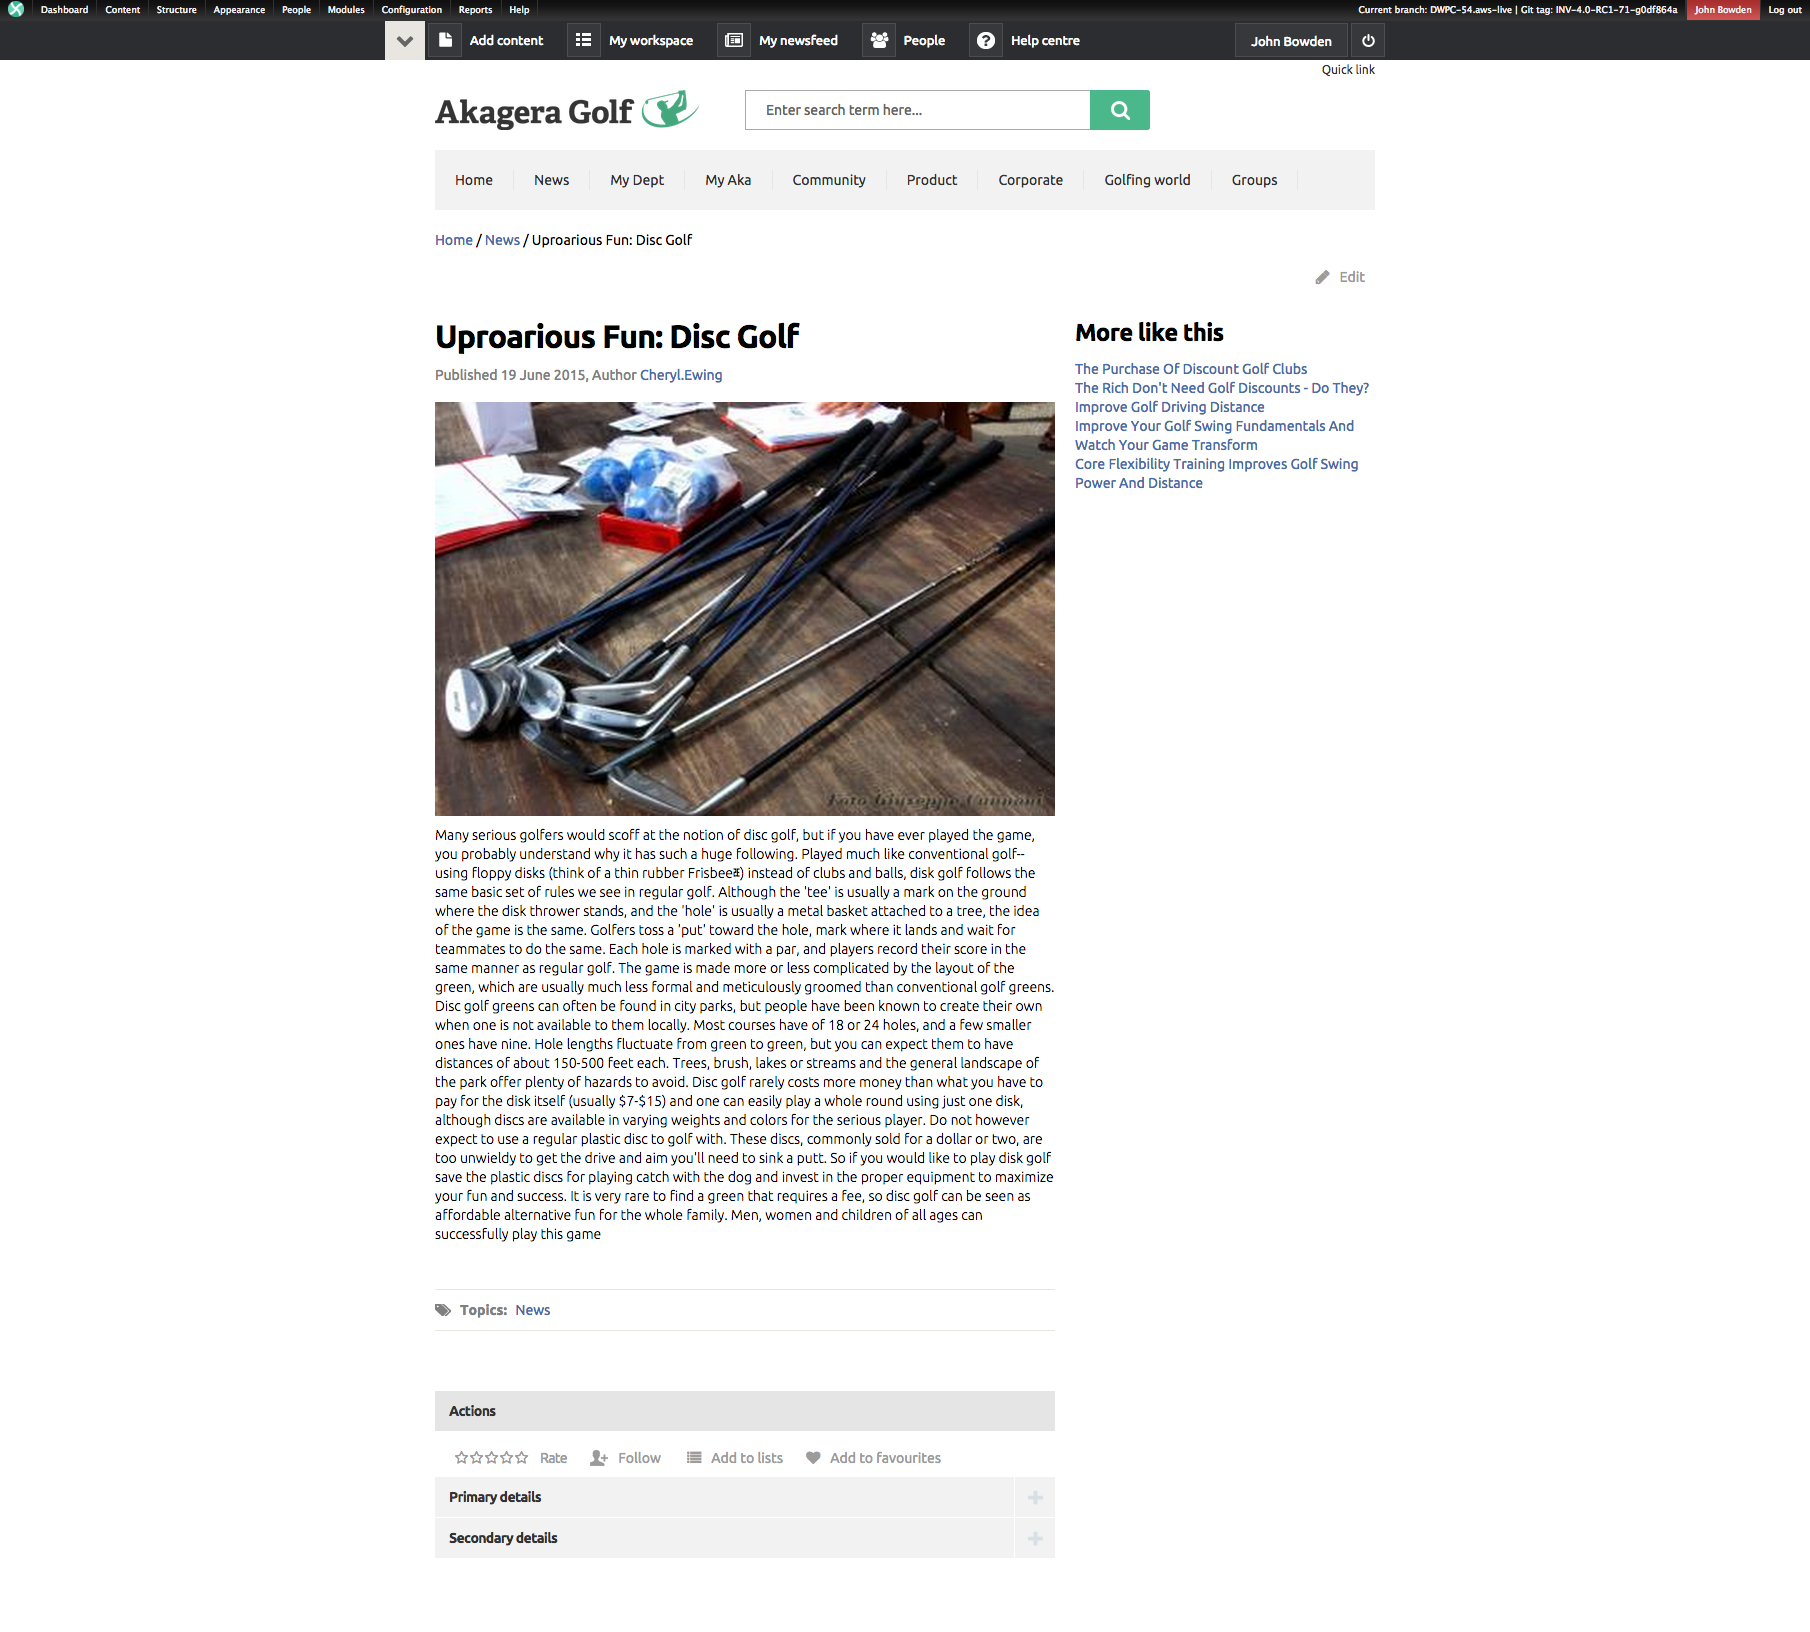 Dashboard Content Structure Appearance People Modules Configuration Reports Help Current branch: DWPC-54.aws-live | Git tag: INV-4.0-RC1-71-g0df864a John Bowden Log out
Add content My workspace My newsfeed People Help centre John Bowden
Quick link
Akagera Golf Enter search term here...
Home News My Dept My Aka Community Product Corporate Golfing world Groups
Home / News / Uproarious Fun: Disc Golf
Edit
Uproarious Fun: Disc Golf
Published 19 June 2015, Author Cheryl.Ewing
Foto Giuseppe Cannoni
Many serious golfers would scoff at the notion of disc golf, but if you have ever played the game,
you probably understand why it has such a huge following. Played much like conventional golf--
using floppy disks (think of a thin rubber Frisbee) instead of clubs and balls, disk golf follows the
same basic set of rules we see in regular golf. Although the 'tee' is usually a mark on the ground
where the disk thrower stands, and the 'hole' is usually a metal basket attached to a tree, the idea
of the game is the same. Golfers toss a 'put' toward the hole, mark where it lands and wait for
teammates to do the same. Each hole is marked with a par, and players record their score in the
same manner as regular golf. The game is made more or less complicated by the layout of the
green, which are usually much less formal and meticulously groomed than conventional golf greens.
Disc golf greens can often be found in city parks, but people have been known to create their own
when one is not available to them locally. Most courses have of 18 or 24 holes, and a few smaller
ones have nine. Hole lengths fluctuate from green to green, but you can expect them to have
distances of about 150-500 feet each. Trees, brush, lakes or streams and the general landscape of
the park offer plenty of hazards to avoid. Disc golf rarely costs more money than what you have to
pay for the disk itself (usually $7-$15) and one can easily play a whole round using just one disk,
although discs are available in varying weights and colors for the serious player. Do not however
expect to use a regular plastic disc to golf with. These discs, commonly sold for a dollar or two, are
too unwieldy to get the drive and aim you'll need to sink a putt. So if you would like to play disk golf
save the plastic discs for playing catch with the dog and invest in the proper equipment to maximize
your fun and success. It is very rare to find a green that requires a fee, so disc golf can be seen as
affordable alternative fun for the whole family. Men, women and children of all ages can
successfully play this game
Topics: News
Actions
Rate Follow Add to lists Add to favourites
Primary details
Secondary details
More like this
The Purchase Of Discount Golf Clubs
The Rich Don't Need Golf Discounts - Do They?
Improve Golf Driving Distance
Improve Your Golf Swing Fundamentals And
Watch Your Game Transform
Core Flexibility Training Improves Golf Swing
Power And Distance